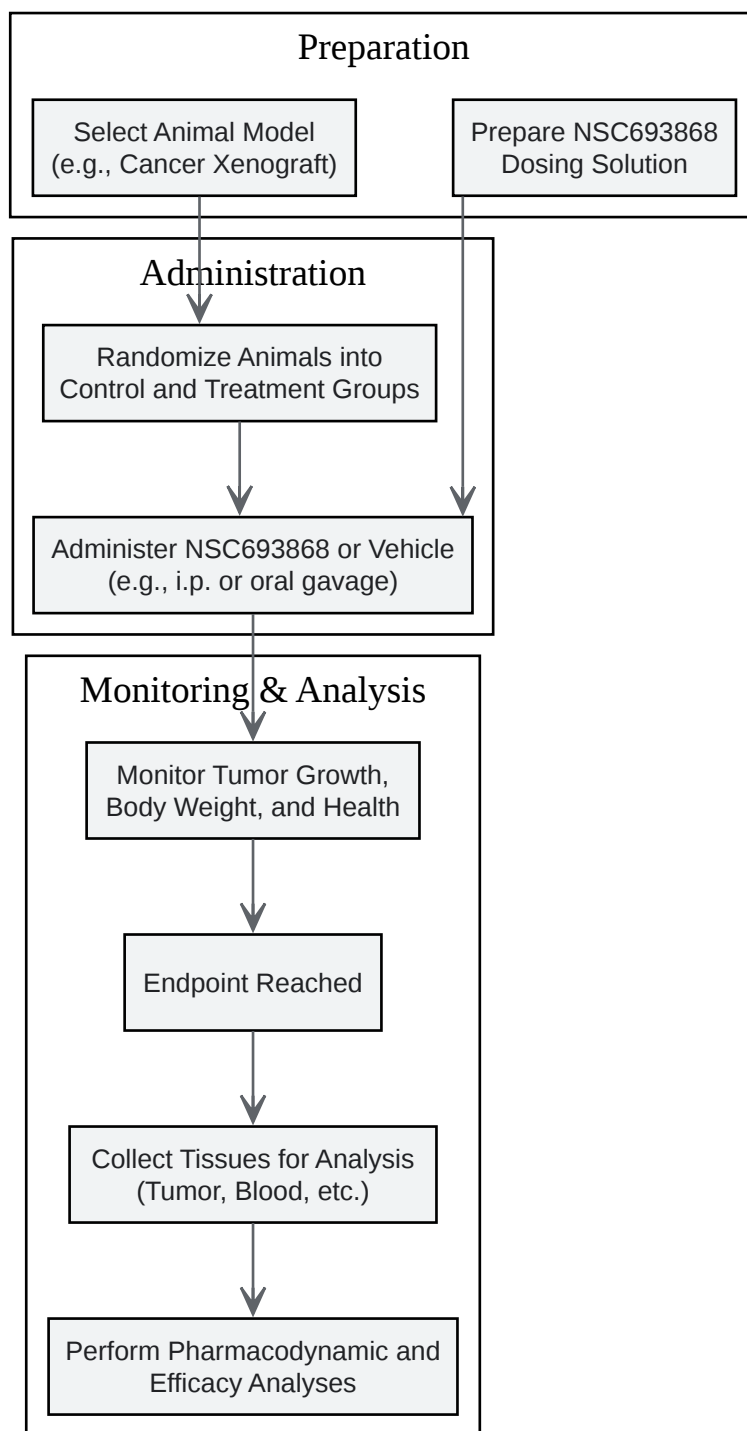 Preparation
Select Animal Model
(e.g., Cancer Xenograft)
Prepare NSC693868
Dosing Solution
Administration
Randomize Animals into
Control and Treatment Groups
Administer NSC693868 or Vehicle
(e.g., i.p. or oral gavage)
Monitoring & Analysis
Monitor Tumor Growth,
Body Weight, and Health
Endpoint Reached
Collect Tissues for Analysis
(Tumor, Blood, etc.)
Perform Pharmacodynamic and
Efficacy Analyses